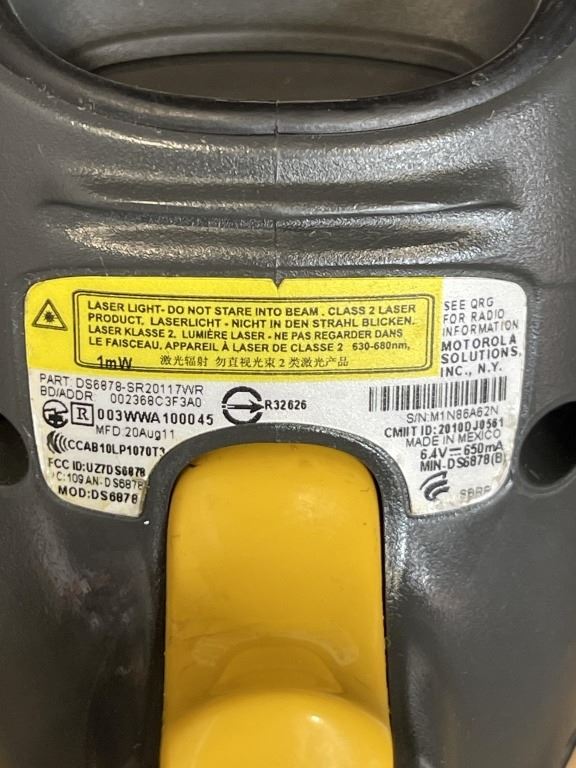 LASER LIGHT- DO NOT STARE INTO BEAM . CLASS 2 LASER
PRODUCT. LASERLICHT - NICHT IN DEN STRAHL BLICKEN.
LASER KLASSE 2. LUMIÈRE LASER - NE PAS REGARDER DANS
LE FAISCEAU. APPAREIL À LASER DE CLASSE 2 630-680nm,
1mW 激光辐射 勿直视光束 2 类激光产品
SEE QRG
FOR RADIO
INFORMATION
MOTOROLA
SOLUTIONS,
INC., N.Y.
PART: DS6878-SR20117WR
BD/ADDR 002368C3F3A0
R 003WWA100045
R32626
MFD:20Aug11
CCAB10LP1070T3
FCC ID:UZ7DS6878
C:109AN-DS6878
MOD:DS6878
S/N:M1N86A62N
CMIIT ID:2010DJ0561
MADE IN MEXICO
6.4V 650mA
MIN-DS6878(B)